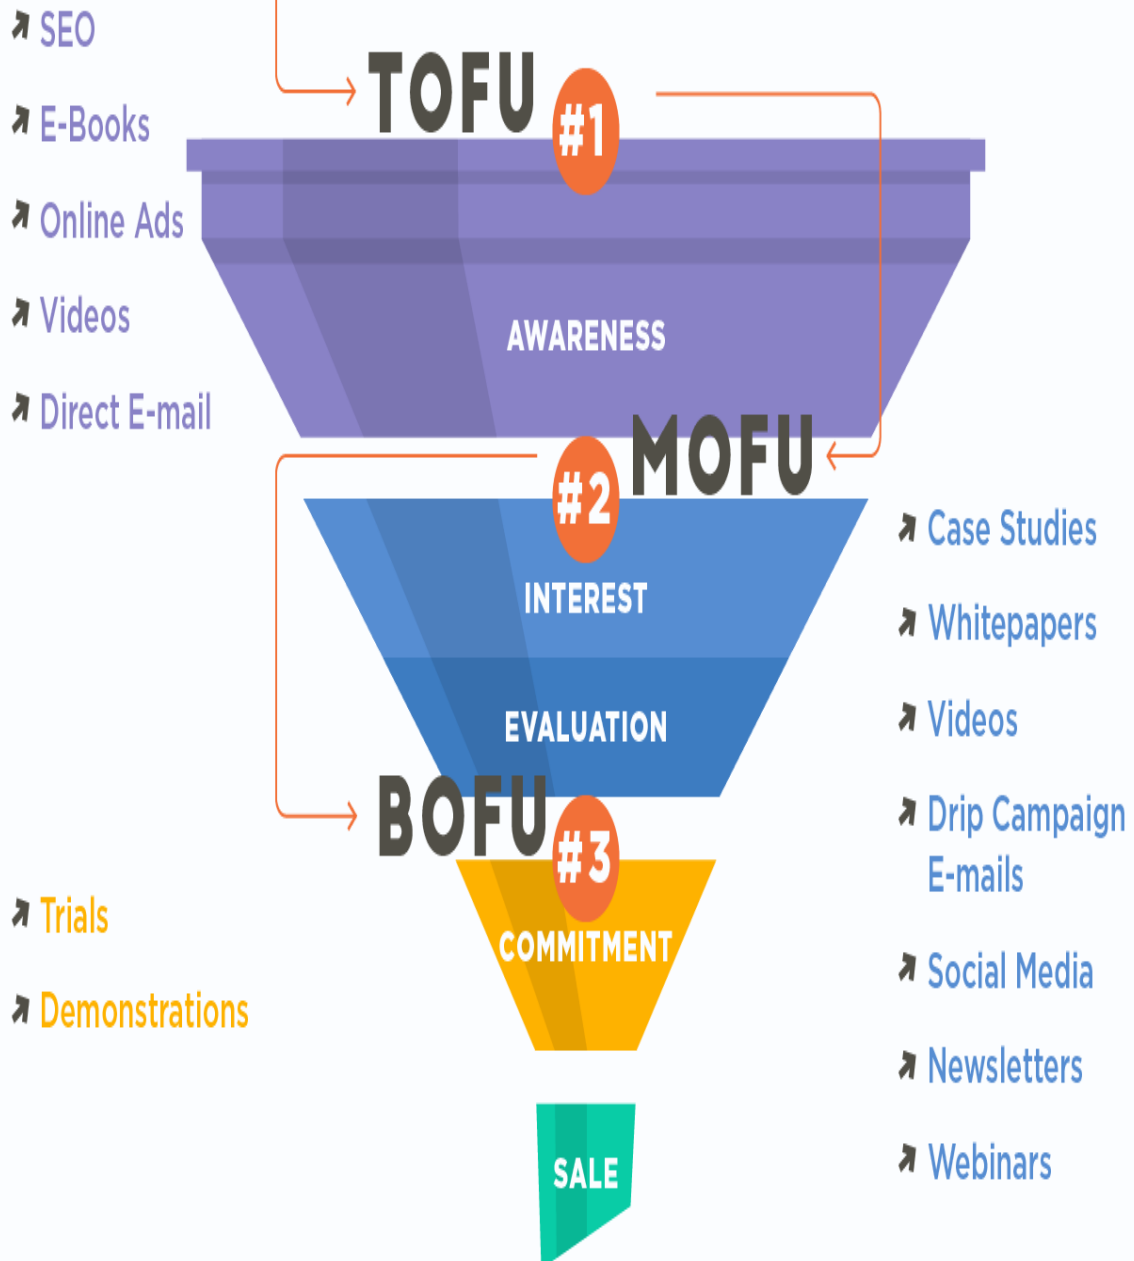 SEO
E-Books
Online Ads
Videos
Direct E-mail
TOFU
#1
AWARENESS
MOFU
#2
INTEREST
EVALUATION
Case Studies
Whitepapers
Videos
Drip Campaign
E-mails
Social Media
Newsletters
Webinars
BOFU
#3
COMMITMENT
Trials
Demonstrations
SALE